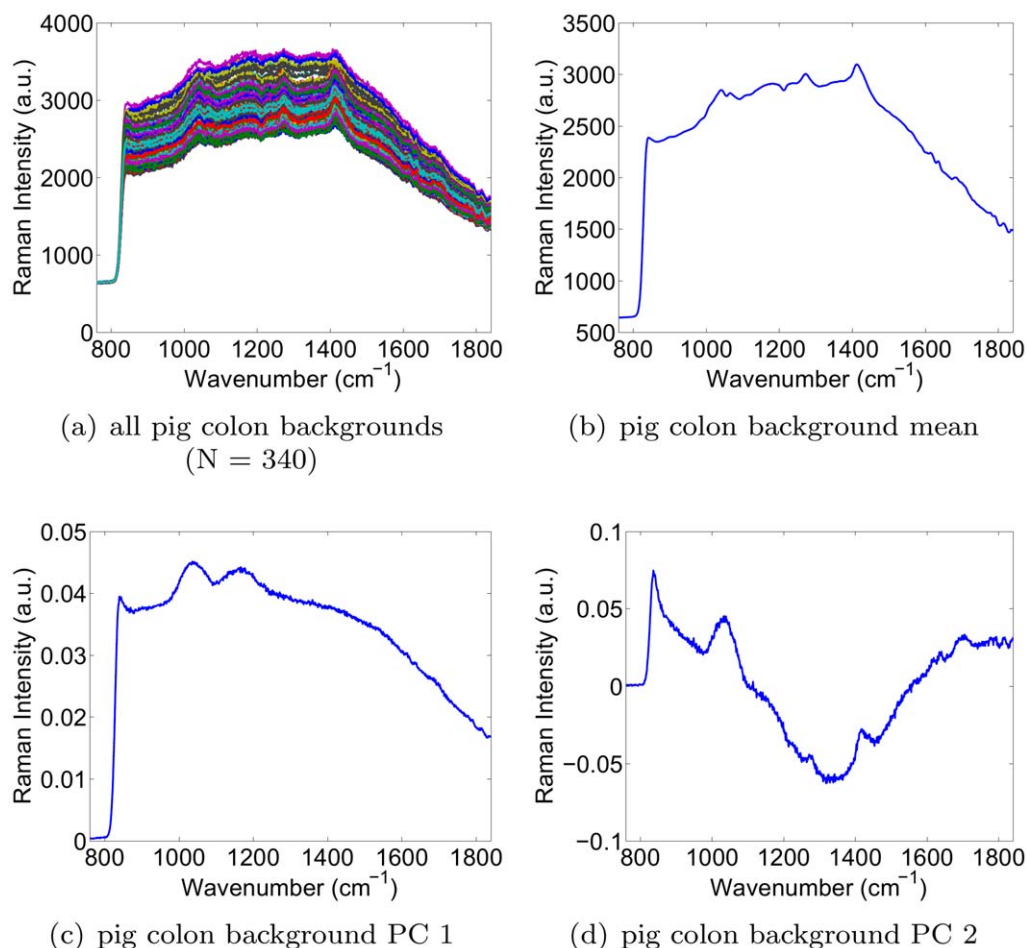 4000
3000
2000
1000
0
Raman Intensity (a.u.)
800 1000 1200 1400 1600 1800
Wavenumber (cm⁻¹)
(a) all pig colon backgrounds
(N = 340)
3500
3000
2500
2000
1500
1000
500
Raman Intensity (a.u.)
800 1000 1200 1400 1600 1800
Wavenumber (cm⁻¹)
(b) pig colon background mean
0.05
0.04
0.03
0.02
0.01
0
Raman Intensity (a.u.)
800 1000 1200 1400 1600 1800
Wavenumber (cm⁻¹)
(c) pig colon background PC 1
0.1
0.05
0
−0.05
−0.1
Raman Intensity (a.u.)
800 1000 1200 1400 1600 1800
Wavenumber (cm⁻¹)
(d) pig colon background PC 2